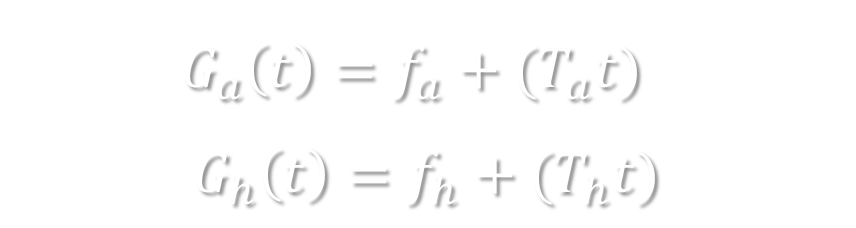 G_a(t) = f_a + (T_a t)
G_h(t) = f_h + (T_h t)